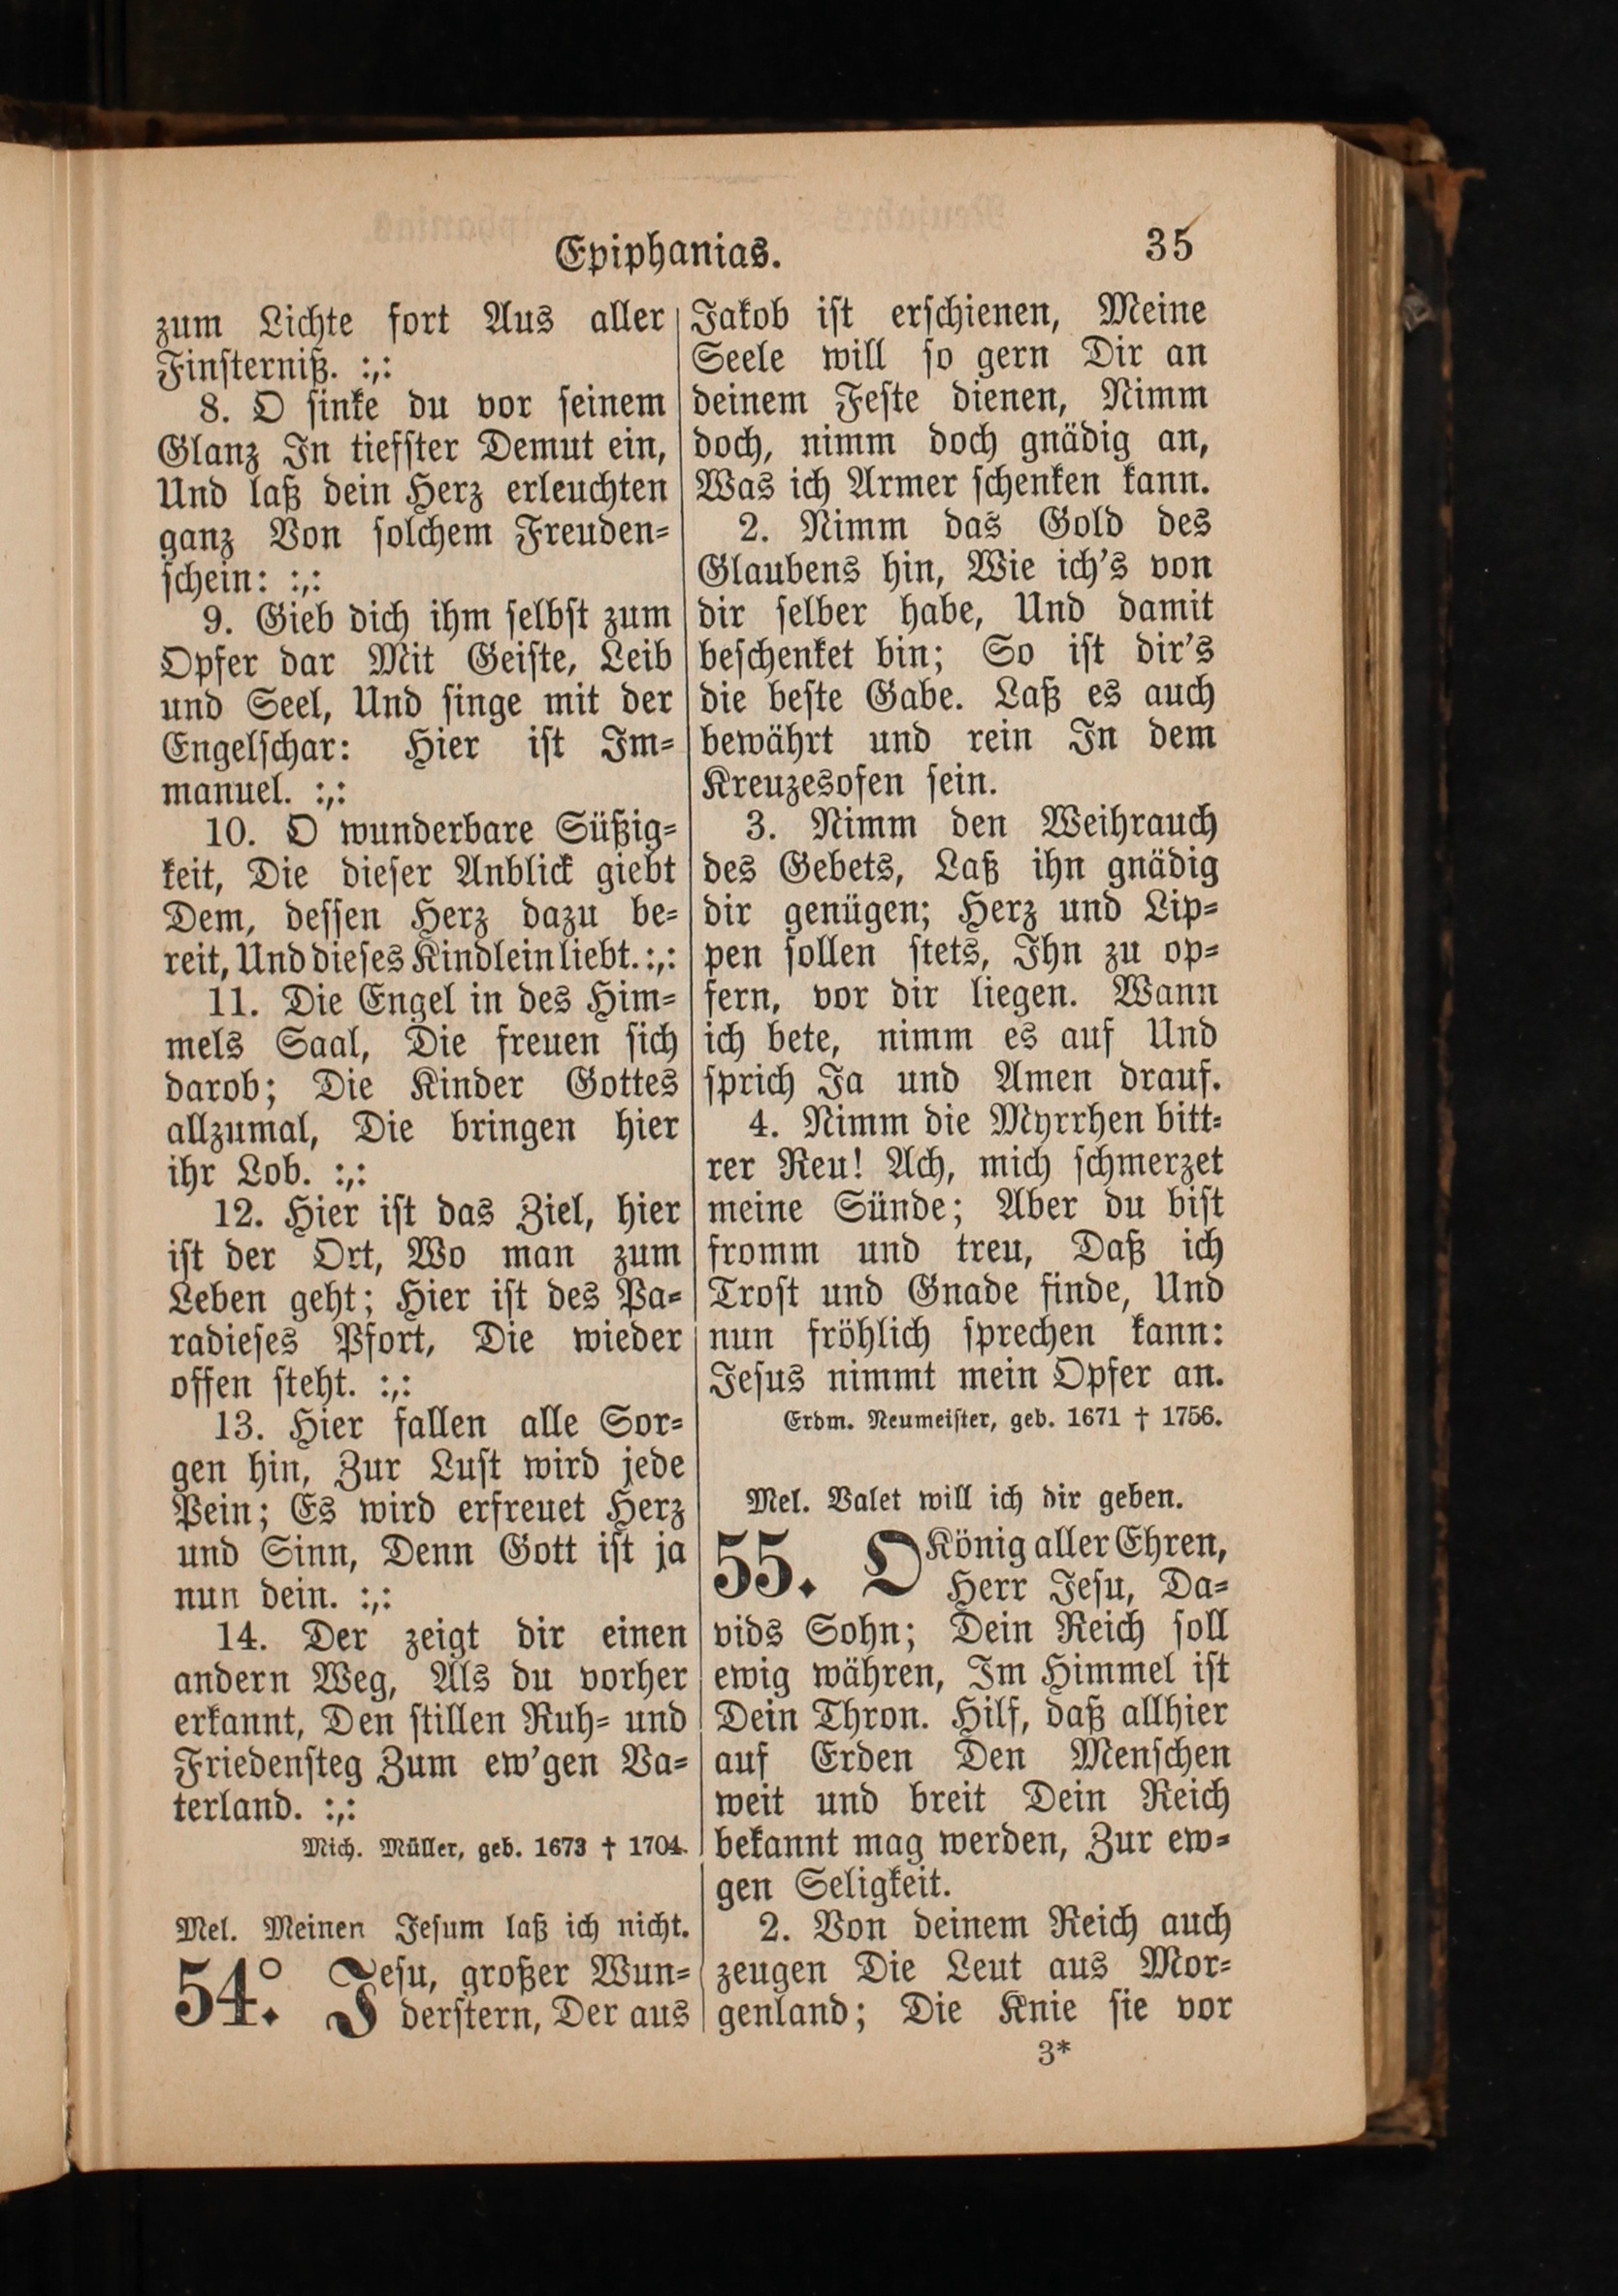 Epiphanias.
35
zum Lichte fort Aus aller
Finsterniß. :,:
8. O sinke du vor seinem
Glanz In tiefster Demut ein,
Und laß dein Herz erleuchten
ganz Von solchem Freuden-
schein: :,:
9. Gieb dich ihm selbst zum
Opfer dar Mit Geiste, Leib
und Seel, Und singe mit der
Engelschar: Hier ist Im-
manuel. :,:
10. O wunderbare Süßig-
keit, Die dieser Anblick giebt
Dem, dessen Herz dazu be-
reit, Und dieses Kindlein liebt. :,:
11. Die Engel in des Him-
mels Saal, Die freuen sich
darob; Die Kinder Gottes
allzumal, Die bringen hier
ihr Lob. :,:
12. Hier ist das Ziel, hier
ist der Ort, Wo man zum
Leben geht; Hier ist des Pa-
radieses Pfort, Die wieder
offen steht. :,:
13. Hier fallen alle Sor-
gen hin, Zur Lust wird jede
Pein; Es wird erfreuet Herz
und Sinn, Denn Gott ist ja
nun dein. :,:
14. Der zeigt dir einen
andern Weg, Als du vorher
erkannt, Den stillen Ruh- und
Friedensteg Zum ew'gen Va-
terland. :,:
Mich. Müller, geb. 1673 † 1704.
Mel. Meinen Jesum laß ich nicht.
54°. Jesu, großer Wun-
derstern, Der aus
Jakob ist erschienen, Meine
Seele will so gern Dir an
deinem Feste dienen, Nimm
doch, nimm doch gnädig an,
Was ich Armer schenken kann.
2. Nimm das Gold des
Glaubens hin, Wie ich's von
dir selber habe, Und damit
beschenket bin; So ist dir's
die beste Gabe. Laß es auch
bewährt und rein In dem
Kreuzesofen sein.
3. Nimm den Weihrauch
des Gebets, Laß ihn gnädig
dir genügen; Herz und Lip-
pen sollen stets, Ihn zu op-
fern, vor dir liegen. Wann
ich bete, nimm es auf Und
sprich Ja und Amen drauf.
4. Nimm die Myrrhen bitt-
rer Reu! Ach, mich schmerzet
meine Sünde; Aber du bist
fromm und treu, Daß ich
Trost und Gnade finde, Und
nun fröhlich sprechen kann:
Jesus nimmt mein Opfer an.
Erdm. Neumeister, geb. 1671 † 1756.
Mel. Valet will ich dir geben.
55. O König aller Ehren,
Herr Jesu, Da-
vids Sohn; Dein Reich soll
ewig währen, Im Himmel ist
Dein Thron. Hilf, daß allhier
auf Erden Den Menschen
weit und breit Dein Reich
bekannt mag werden, Zur ew-
gen Seligkeit.
2. Von deinem Reich auch
zeugen Die Leut aus Mor-
genland; Die Knie sie vor
3*